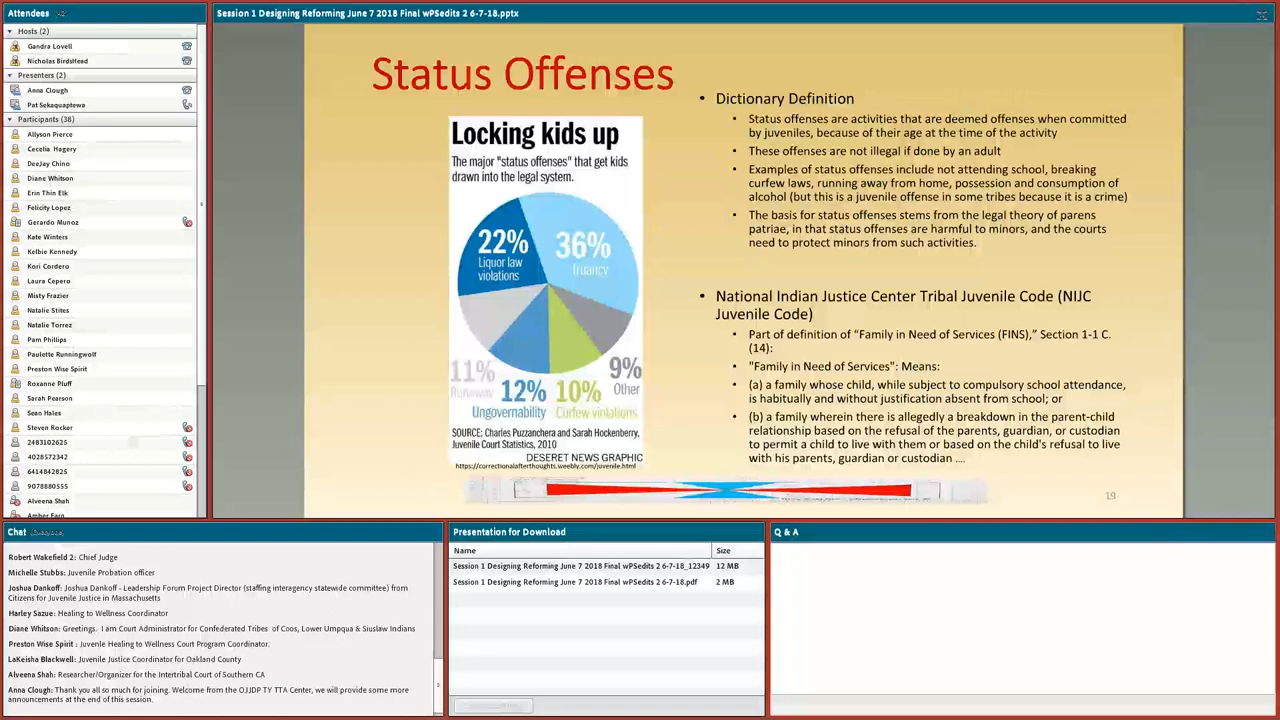 Attendees
Session 1 Designing Reforming June 7 2018 Final wPSedits 2 6-7-18.pptx
Hosts (2)
Gandra Lovell
Nicholas BirdsHead
Presenters (2)
Anna Clough
Pat Sekaquaptewa
Participants (38)
Allyson Pierce
Cecelia Hagery
DeeJay Chino
Diane Whitson
Erin Thin Elk
Felicity Lopez
Gerardo Munoz
Kate Winters
Kelbie Kennedy
Kori Cordero
Laura Cepero
Misty Frazier
Natalie Stites
Natalie Torrez
Pam Phillips
Paulette Runningwolf
Preston Wise Spirit
Roxanne Pluff
Sarah Pearson
Sean Hales
Steven Rocker
2483102625
4028572342
6414842825
9078880555
Alveena Shah
Amber Farn
Status Offenses
Locking kids up
The major "status offenses" that get kids
drawn into the legal system.
22%
Liquor law
violations
36%
Truancy
11%
Runaway
12%
Ungovernability
10%
Curfew violations
9%
Other
SOURCE: Charles Puzzanchera and Sarah Hockenberry,
Juvenile Court Statistics, 2010
DESERET NEWS GRAPHIC
https://correctionalafterthoughts.weebly.com/juvenile.html
• Dictionary Definition
• Status offenses are activities that are deemed offenses when committed
by juveniles, because of their age at the time of the activity
• These offenses are not illegal if done by an adult
• Examples of status offenses include not attending school, breaking
curfew laws, running away from home, possession and consumption of
alcohol (but this is a juvenile offense in some tribes because it is a crime)
• The basis for status offenses stems from the legal theory of parens
patriae, in that status offenses are harmful to minors, and the courts
need to protect minors from such activities.
• National Indian Justice Center Tribal Juvenile Code (NIJC
Juvenile Code)
• Part of definition of “Family in Need of Services (FINS),” Section 1-1 C.
(14):
• "Family in Need of Services": Means:
• (a) a family whose child, while subject to compulsory school attendance,
is habitually and without justification absent from school; or
• (b) a family wherein there is allegedly a breakdown in the parent-child
relationship based on the refusal of the parents, guardian, or custodian
to permit a child to live with them or based on the child's refusal to live
with his parents, guardian or custodian ....
19
Chat (Everyone)
Robert Wakefield 2: Chief Judge
Michelle Stubbs: Juvenile Probation officer
Joshua Dankoff: Joshua Dankoff - Leadership Forum Project Director (staffing interagency statewide committee) from
Citizens for Juvenile Justice in Massachusetts
Harley Sazue: Healing to Wellness Coordinator
Diane Whitson: Greetings. I am Court Administrator for Confederated Tribes of Coos, Lower Umpqua & Siuslaw Indians
Preston Wise Spirit : Juvenile Healing to Wellness Court Program Coordinator.
LaKeisha Blackwell: Juvenile Justice Coordinator for Oakland County
Alveena Shah: Researcher/Organizer for the Intertribal Court of Southern CA
Anna Clough: Thank you all so much for joining. Welcome from the OJJDP TY TTA Center, we will provide some more
announcements at the end of this session.
Presentation for Download
Name Size
Session 1 Designing Reforming June 7 2018 Final wPSedits 2 6-7-18_12349 12 MB
Session 1 Designing Reforming June 7 2018 Final wPSedits 2 6-7-18.pdf 2 MB
Q & A